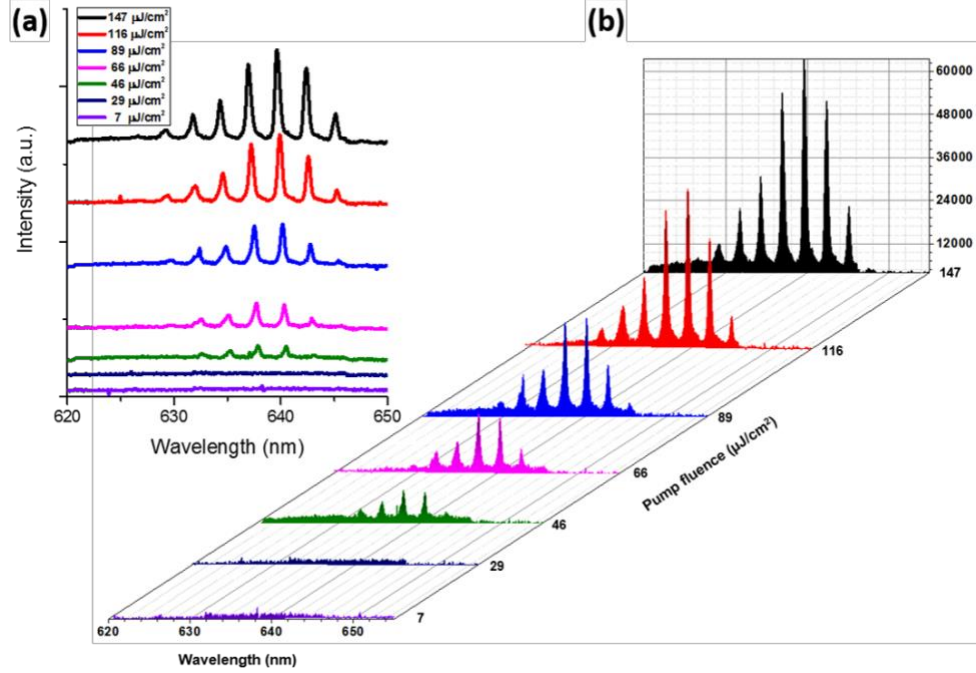 (a)
147 µJ/cm²
116 µJ/cm²
89 µJ/cm²
66 µJ/cm²
46 µJ/cm²
29 µJ/cm²
7 µJ/cm²
Intensity (a.u.)
620 630 640 650
Wavelength (nm)
(b)
60000
48000
36000
24000
12000
147
116
89
66
46
29
7
Pump fluence (µJ/cm²)
620 630 640 650
Wavelength (nm)